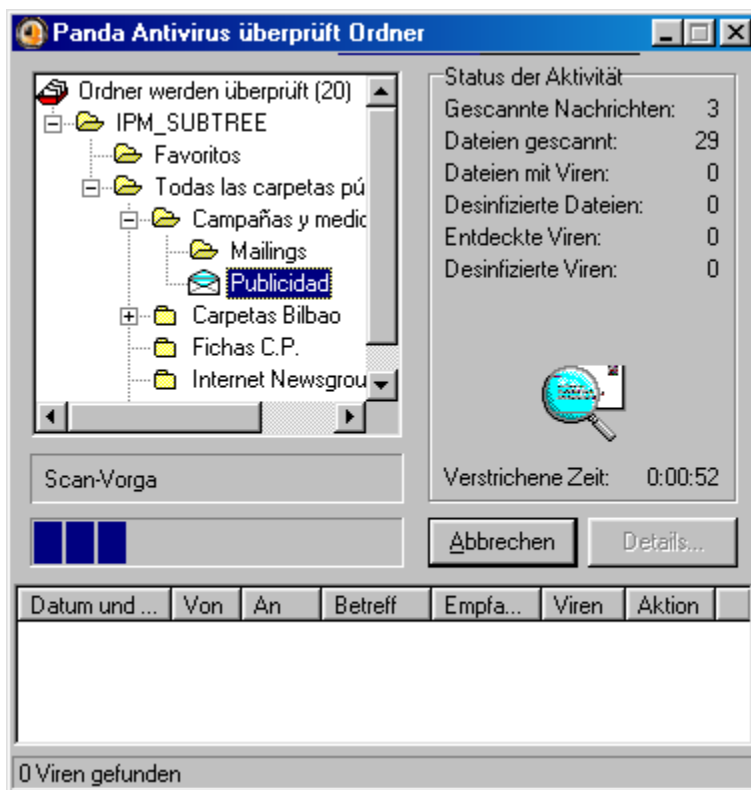 Panda Antivirus überprüft Ordner
Ordner werden überprüft (20)
IPM_SUBTREE
Favoritos
Todas las carpetas pú
Campañas y medic
Mailings
Publicidad
Carpetas Bilbao
Fichas C.P.
Internet Newsgrou
Status der Aktivität
Gescannte Nachrichten: 3
Dateien gescannt: 29
Dateien mit Viren: 0
Desinfizierte Dateien: 0
Entdeckte Viren: 0
Desinfizierte Viren: 0
Verstrichene Zeit: 0:00:52
Scan-Vorga
Abbrechen
Details...
Datum und ... Von An Betreff Empfa... Viren Aktion
0 Viren gefunden